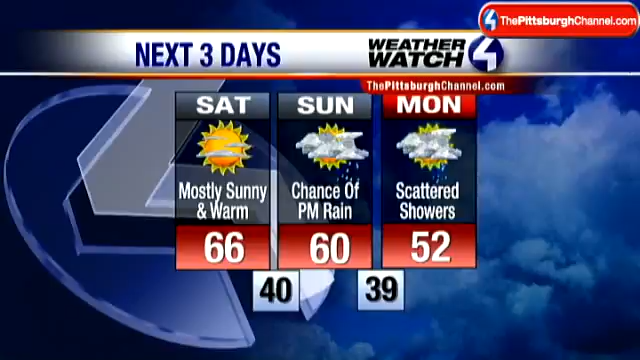 4 ThePittsburghChannel.com
NEXT 3 DAYS
WEATHER
WATCH 4
ThePittsburghChannel.com
SAT
SUN
MON
Mostly Sunny
& Warm
Chance Of
PM Rain
Scattered
Showers
66
60
52
40
39